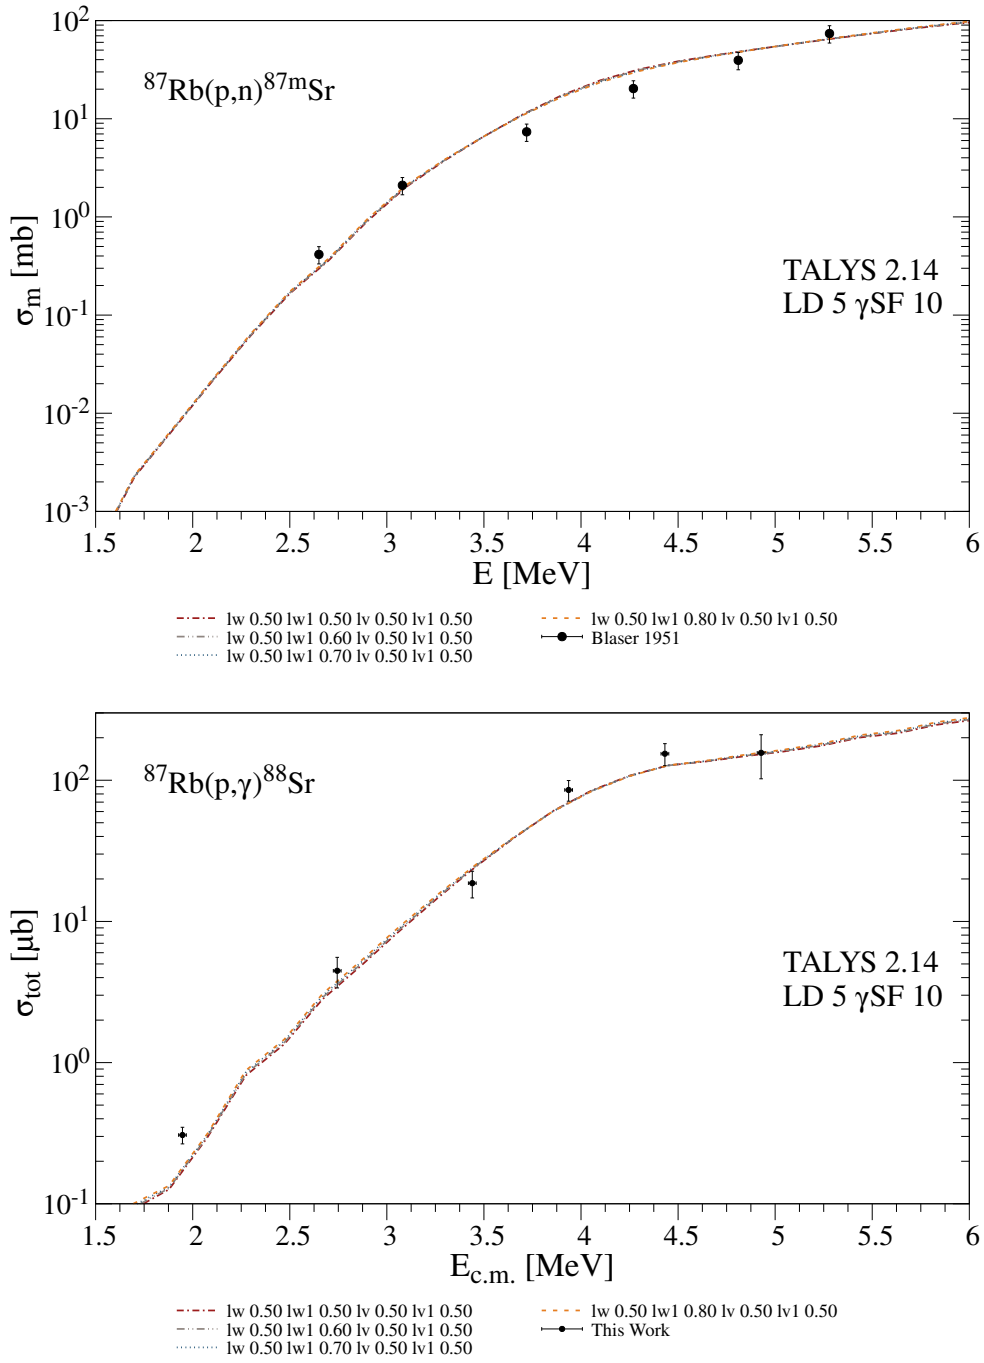 10²
10¹
10⁰
10⁻¹
10⁻²
10⁻³
σₘ [mb]
⁸⁷Rb(p,n)⁸⁷ᵐSr
TALYS 2.14
LD 5 γSF 10
1.5 2 2.5 3 3.5 4 4.5 5 5.5 6
E [MeV]
lw 0.50 lw1 0.50 lv 0.50 lv1 0.50
lw 0.50 lw1 0.60 lv 0.50 lv1 0.50
lw 0.50 lw1 0.70 lv 0.50 lv1 0.50
lw 0.50 lw1 0.80 lv 0.50 lv1 0.50
Blaser 1951
10²
10¹
10⁰
10⁻¹
σtot [μb]
⁸⁷Rb(p,γ)⁸⁸Sr
TALYS 2.14
LD 5 γSF 10
1.5 2 2.5 3 3.5 4 4.5 5 5.5 6
Ec.m. [MeV]
lw 0.50 lw1 0.50 lv 0.50 lv1 0.50
lw 0.50 lw1 0.60 lv 0.50 lv1 0.50
lw 0.50 lw1 0.70 lv 0.50 lv1 0.50
lw 0.50 lw1 0.80 lv 0.50 lv1 0.50
This Work